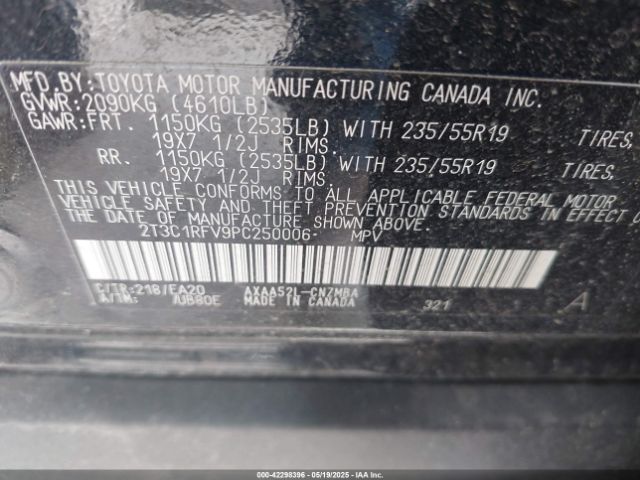 MFD.BY:TOYOTA MOTOR MANUFACTURING CANADA INC.
GVWR:2090KG (4610LB)
GAWR:FRT. 1150KG (2535LB) WITH 235/55R19 TIRES,
19X7 1/2J RIMS.
RR. 1150KG (2535LB) WITH 235/55R19 TIRES,
19X7 1/2J RIMS
THIS VEHICLE CONFORMS TO ALL APPLICABLE FEDERAL MOTOR
VEHICLE SAFETY AND THEFT PREVENTION STANDARDS IN EFFECT ON
THE DATE OF MANUFACTURE SHOWN ABOVE.
2T3C1RFV9PC250006 MPV
C/TR:218/EA20 AXAA52L-CNZMBA
A/TM: /UB80E MADE IN CANADA 321 A
000-42298396 - 05/19/2025 - IAA Inc.